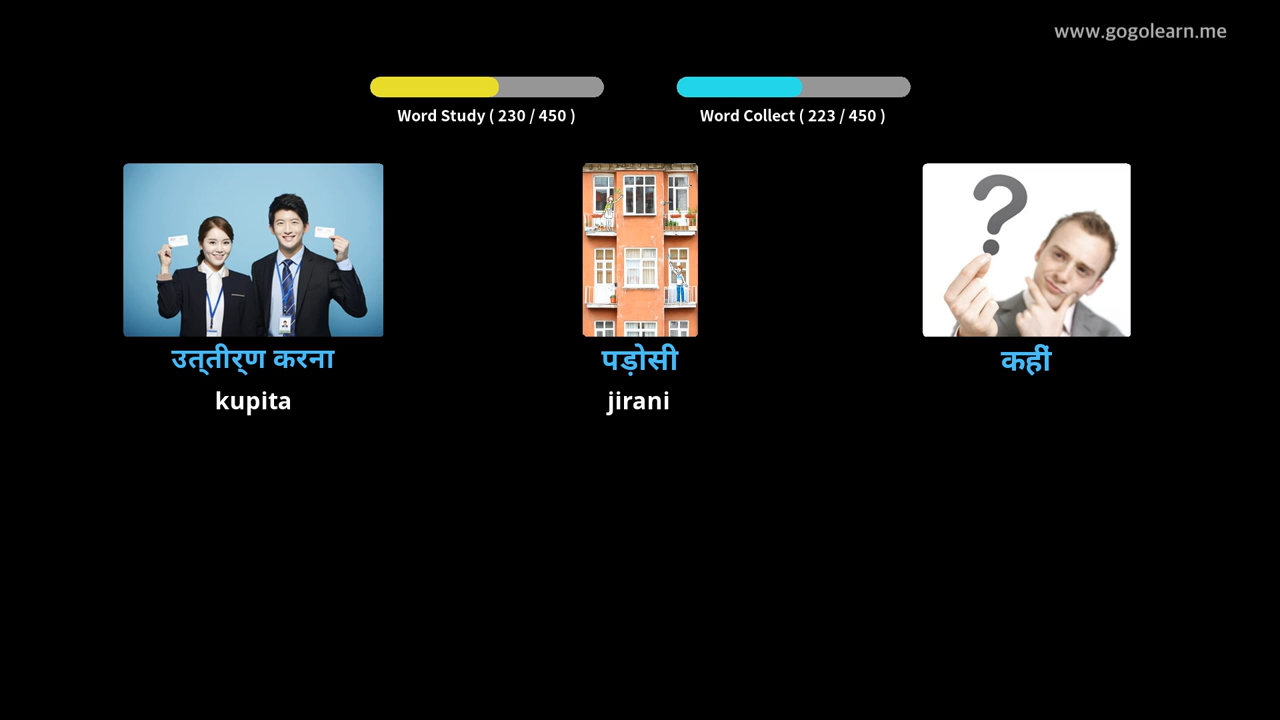 www.gogolearn.me
Word Study ( 230 / 450 )
Word Collect ( 223 / 450 )
उत्‌तीर्‌ण करना
पड़ोसी
कहीं
kupita
jirani